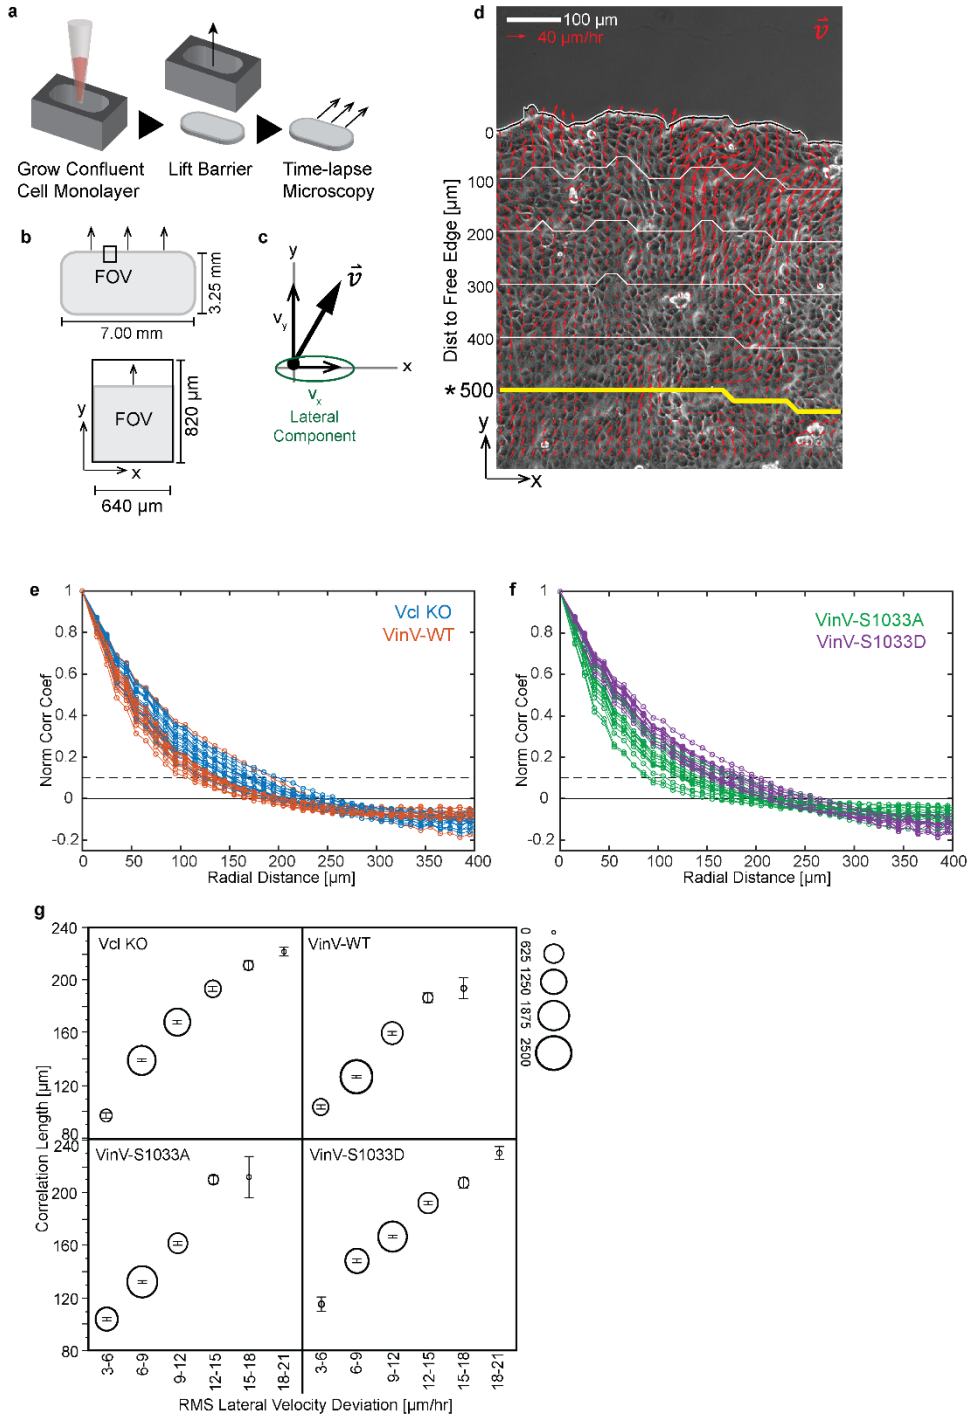 a
Grow Confluent
Cell Monolayer
Lift Barrier
Time-lapse
Microscopy
b
FOV
3.25 mm
7.00 mm
FOV
y
x
820 µm
640 µm
c
y
v⃗
v_y
x
v_x
Lateral
Component
d
100 µm
40 µm/hr
v⃗
Dist to Free Edge [µm]
0
100
200
300
400
*500
y
x
e
Vcl KO
VinV-WT
Norm Corr Coef
1
0.8
0.6
0.4
0.2
0
-0.2
0 50 100 150 200 250 300 350 400
Radial Distance [µm]
f
VinV-S1033A
VinV-S1033D
Norm Corr Coef
1
0.8
0.6
0.4
0.2
0
-0.2
0 50 100 150 200 250 300 350 400
Radial Distance [µm]
g
Correlation Length [µm]
240
200
160
120
80
240
200
160
120
80
Vcl KO
VinV-WT
VinV-S1033A
VinV-S1033D
0
625
1250
1875
2500
3-6 6-9 9-12 12-15 15-18 18-21
3-6 6-9 9-12 12-15 15-18 18-21
RMS Lateral Velocity Deviation [µm/hr]